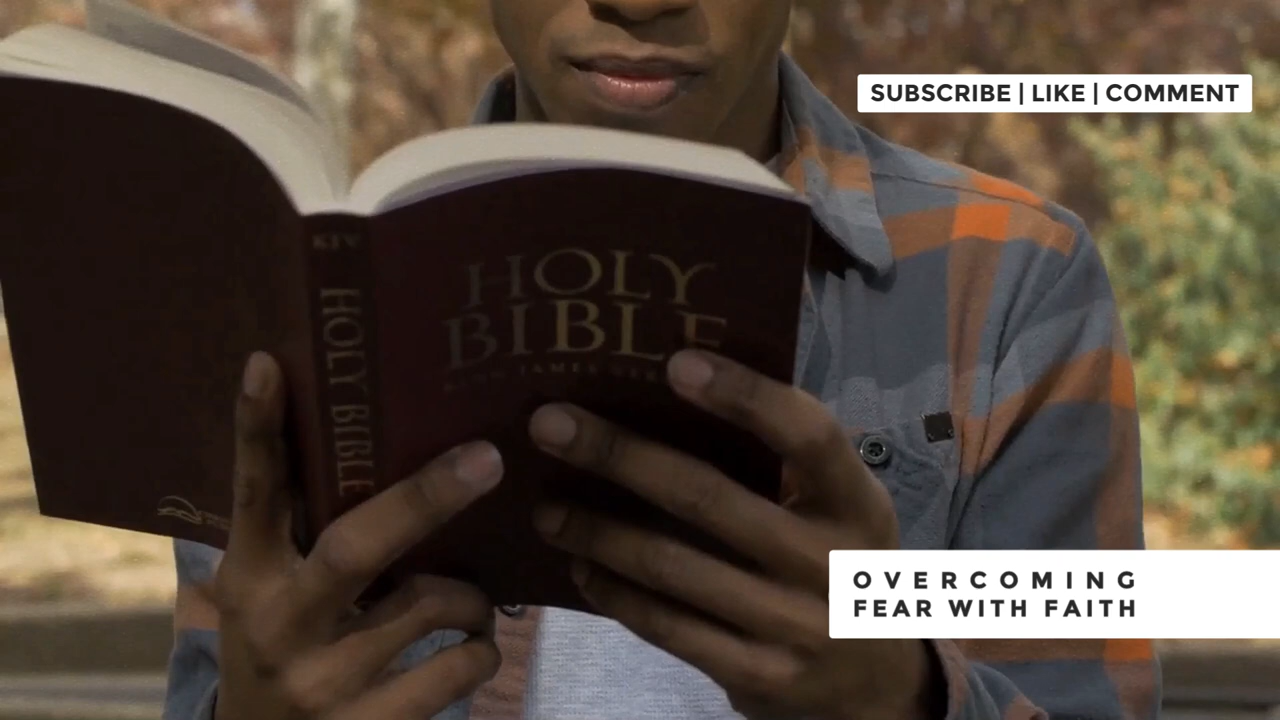 SUBSCRIBE | LIKE | COMMENT
KJV HOLY BIBLE
HOLY
BIBLE
OVERCOMING
FEAR WITH FAITH